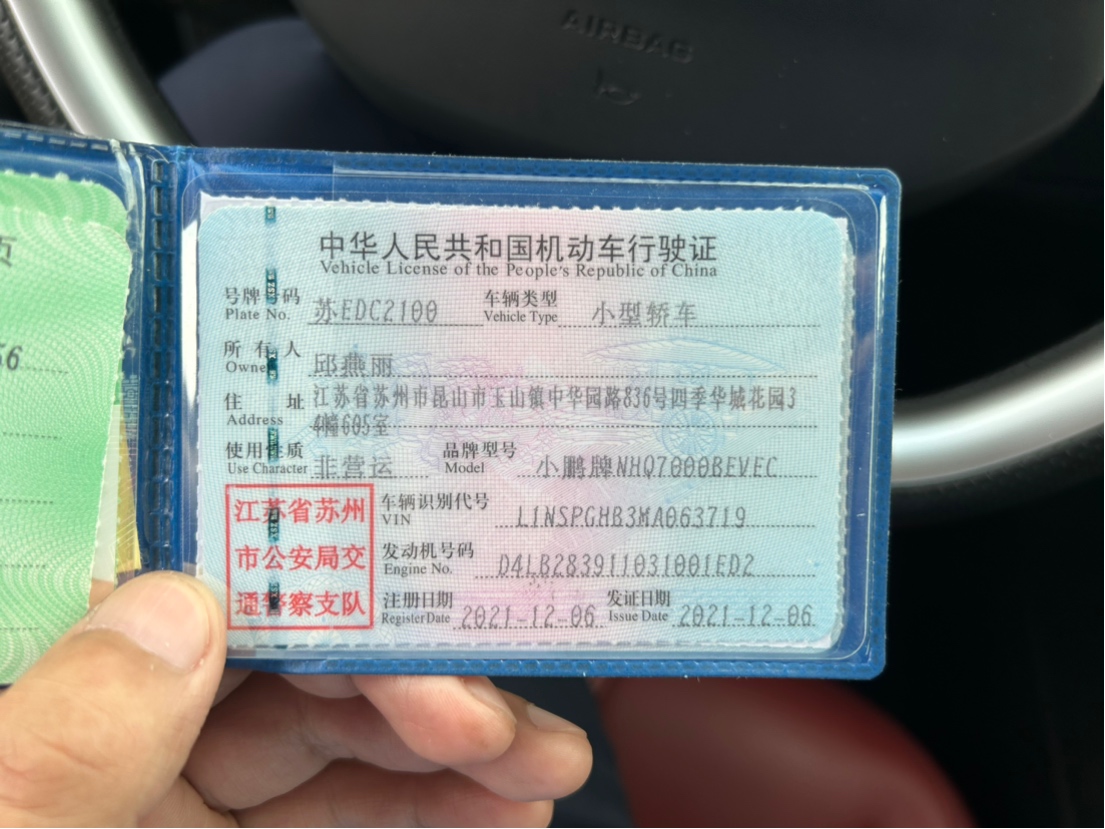 AIRBAG
页
56
中华人民共和国机动车行驶证
Vehicle License of the People's Republic of China
号牌号码 苏EDC2100 车辆类型 小型轿车
Plate No. Vehicle Type
所有人 邱燕丽
Owner
住址 江苏省苏州市昆山市玉山镇中华园路836号四季华城花园3
Address 4幢605室
使用性质 非营运 品牌型号 小鹏牌NHQ7000BEVEC
Use Character Model
江苏省苏州
市公安局交
通警察支队
车辆识别代号 L1NSPGHB3MA063719
VIN
发动机号码 D4LB283911031001ED2
Engine No.
注册日期 2021-12-06 发证日期 2021-12-06
Register Date Issue Date